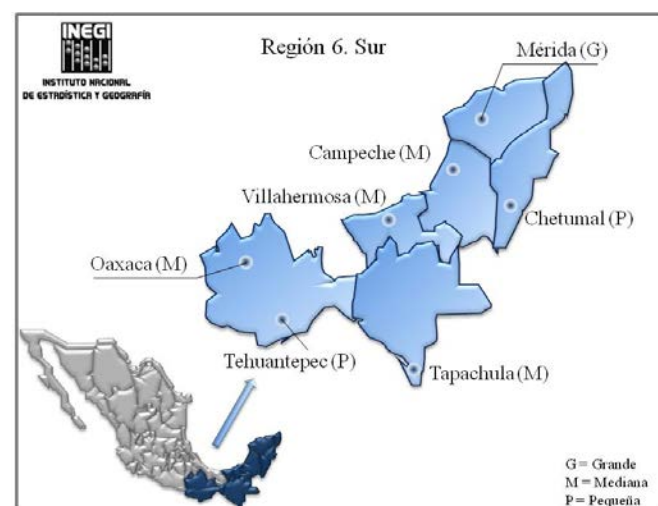 INEGI
INSTITUTO NACIONAL
DE ESTADÍSTICA Y GEOGRAFÍA
Región 6. Sur
Mérida (G)
Campeche (M)
Villahermosa (M)
Chetumal (P)
Oaxaca (M)
Tehuantepec (P)
Tapachula (M)
G = Grande
M = Mediana
P = Pequeña